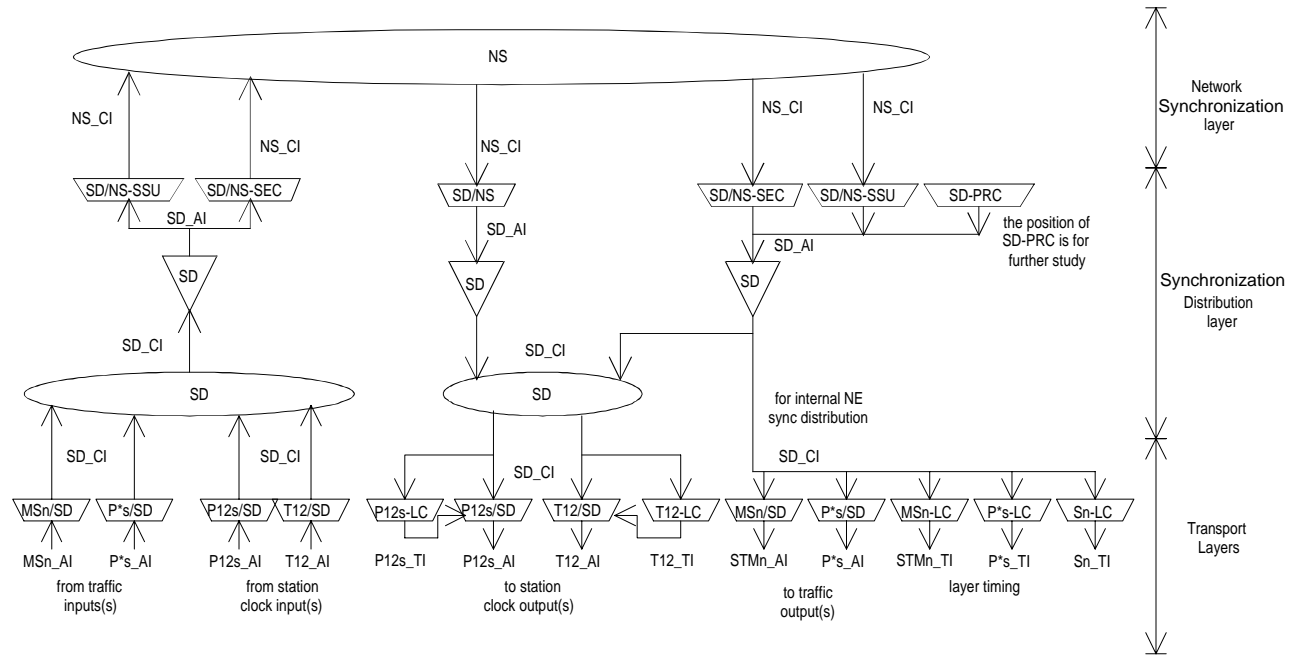 NS
Network
Synchronization
layer
NS_CI
NS_CI
NS_CI
NS_CI
NS_CI
SD/NS-SSU
SD/NS-SEC
SD/NS
SD/NS-SEC
SD/NS-SSU
SD-PRC
SD_AI
SD_AI
SD_AI
the position of
SD-PRC is for
further study
SD
SD
SD
Synchronization
Distribution
layer
SD_CI
SD_CI
SD
SD
for internal NE
sync distribution
SD_CI
SD_CI
SD_CI
SD_CI
MSn/SD
P*s/SD
P12s/SD
T12/SD
P12s-LC
P12s/SD
T12/SD
T12-LC
MSn/SD
P*s/SD
MSn-LC
P*s-LC
Sn-LC
Transport
Layers
MSn_AI
P*s_AI
P12s_AI
T12_AI
P12s_TI
P12s_AI
T12_AI
T12_TI
STMn_AI
P*s_AI
STMn_TI
P*s_TI
Sn_TI
from traffic
inputs(s)
from station
clock input(s)
to station
clock output(s)
to traffic
output(s)
layer timing